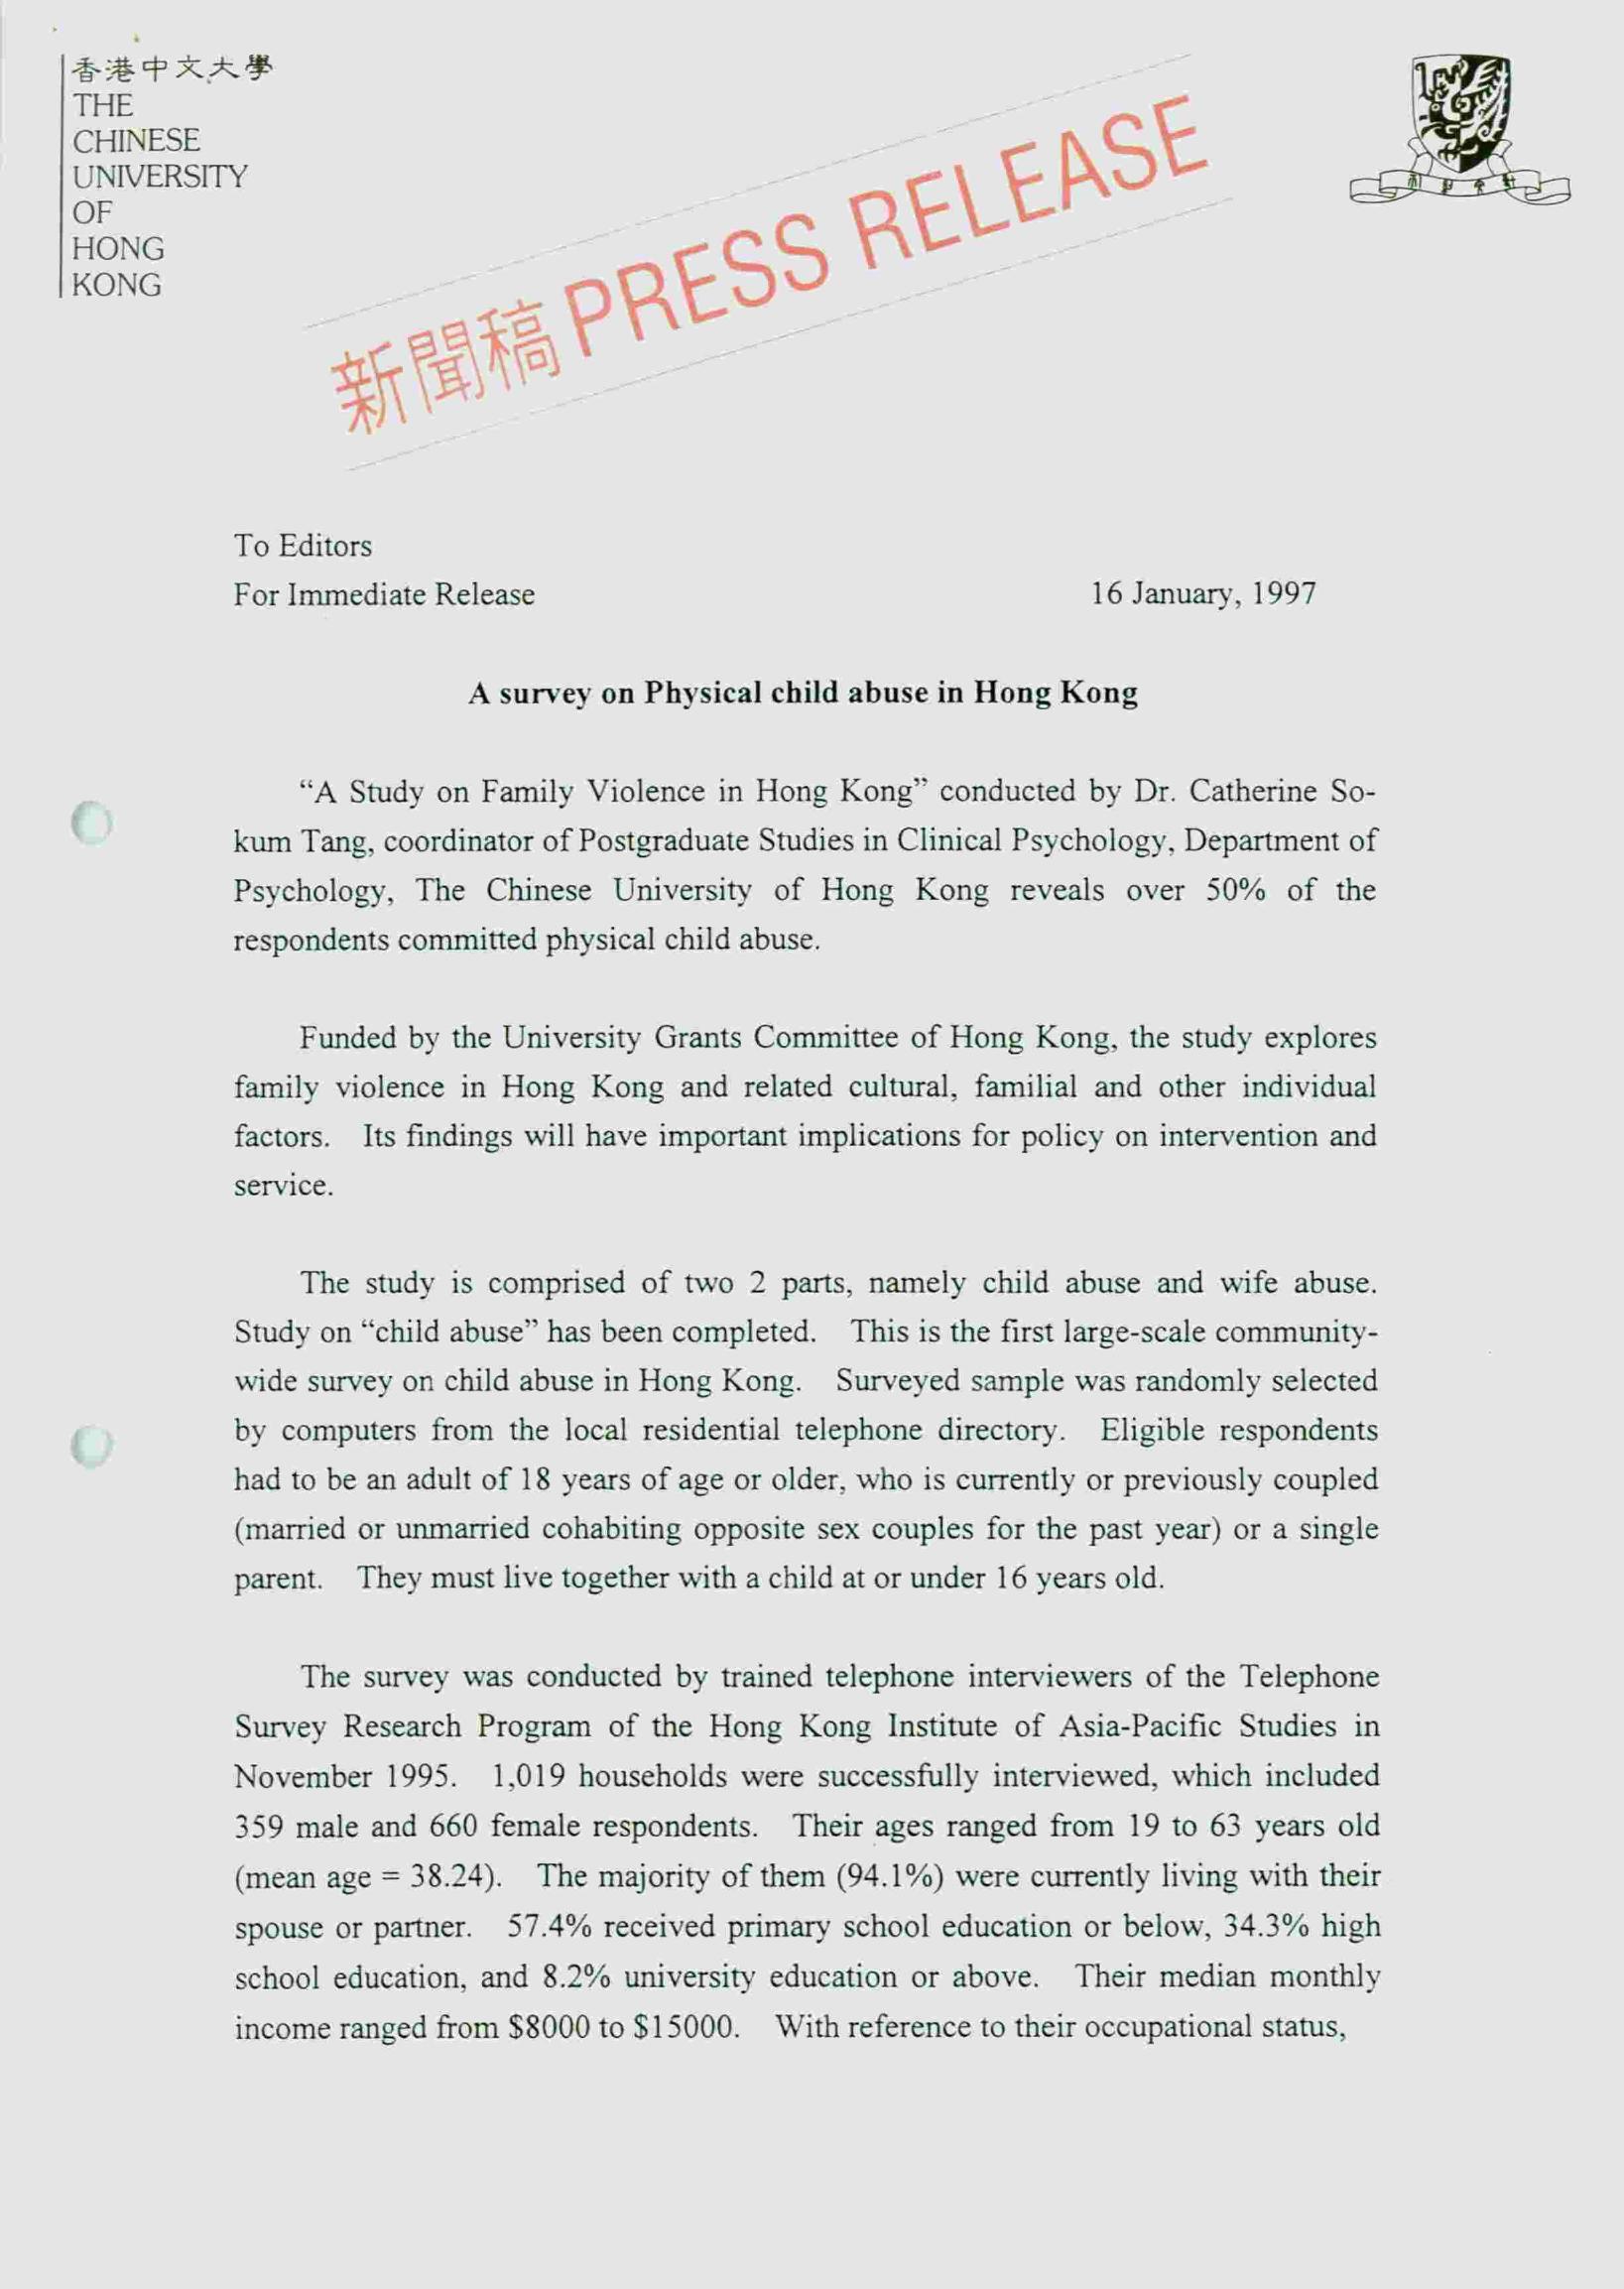 香港中文大學
THE
CHINESE
UNIVERSITY
OF
HONG
KONG
新聞稿 PRESS RELEASE
To Editors
For Immediate Release 16 January, 1997
A survey on Physical child abuse in Hong Kong
“A Study on Family Violence in Hong Kong” conducted by Dr. Catherine So-
kum Tang, coordinator of Postgraduate Studies in Clinical Psychology, Department of
Psychology, The Chinese University of Hong Kong reveals over 50% of the
respondents committed physical child abuse.
Funded by the University Grants Committee of Hong Kong, the study explores
family violence in Hong Kong and related cultural, familial and other individual
factors. Its findings will have important implications for policy on intervention and
service.
The study is comprised of two 2 parts, namely child abuse and wife abuse.
Study on “child abuse” has been completed. This is the first large-scale community-
wide survey on child abuse in Hong Kong. Surveyed sample was randomly selected
by computers from the local residential telephone directory. Eligible respondents
had to be an adult of 18 years of age or older, who is currently or previously coupled
(married or unmarried cohabiting opposite sex couples for the past year) or a single
parent. They must live together with a child at or under 16 years old.
The survey was conducted by trained telephone interviewers of the Telephone
Survey Research Program of the Hong Kong Institute of Asia-Pacific Studies in
November 1995. 1,019 households were successfully interviewed, which included
359 male and 660 female respondents. Their ages ranged from 19 to 63 years old
(mean age = 38.24). The majority of them (94.1%) were currently living with their
spouse or partner. 57.4% received primary school education or below, 34.3% high
school education, and 8.2% university education or above. Their median monthly
income ranged from $8000 to $15000. With reference to their occupational status,